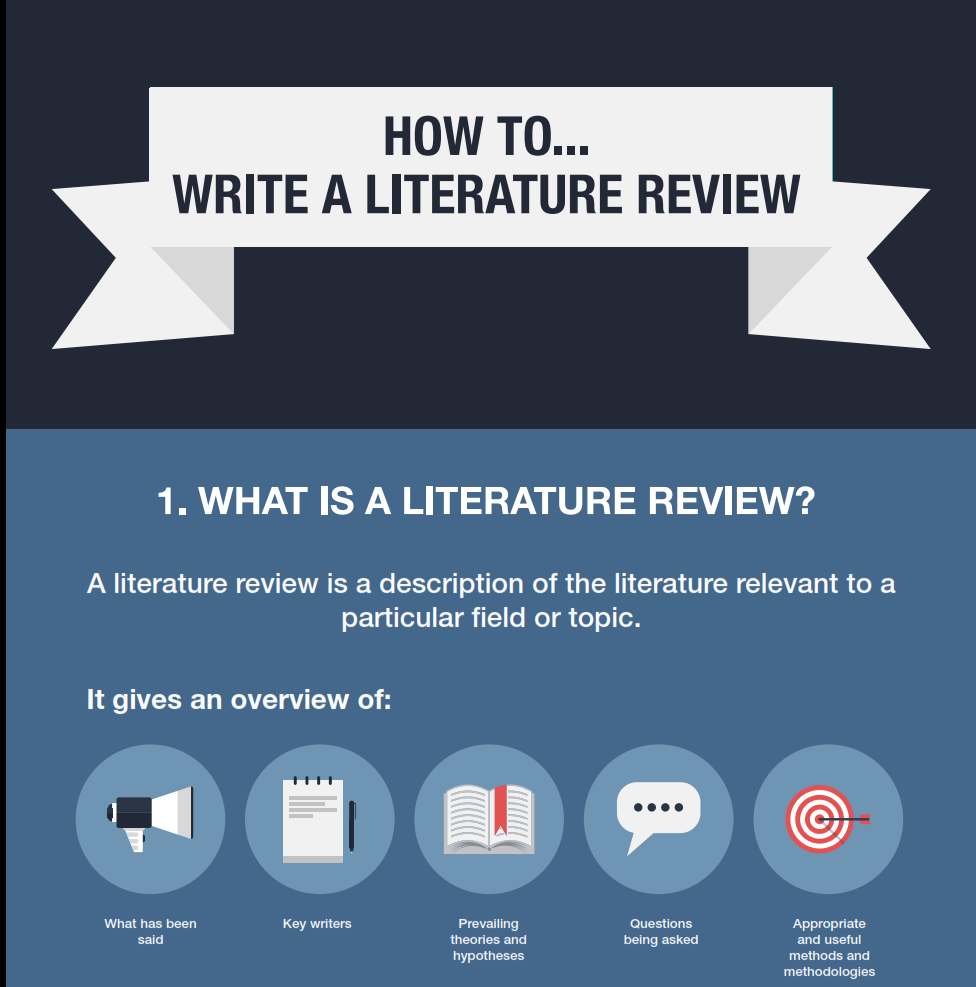 HOW TO...
WRITE A LITERATURE REVIEW
1. WHAT IS A LITERATURE REVIEW?
A literature review is a description of the literature relevant to a
particular field or topic.
It gives an overview of:
What has been
said
Key writers
Prevailing
theories and
hypotheses
Questions
being asked
Appropriate
and useful
methods and
methodologies